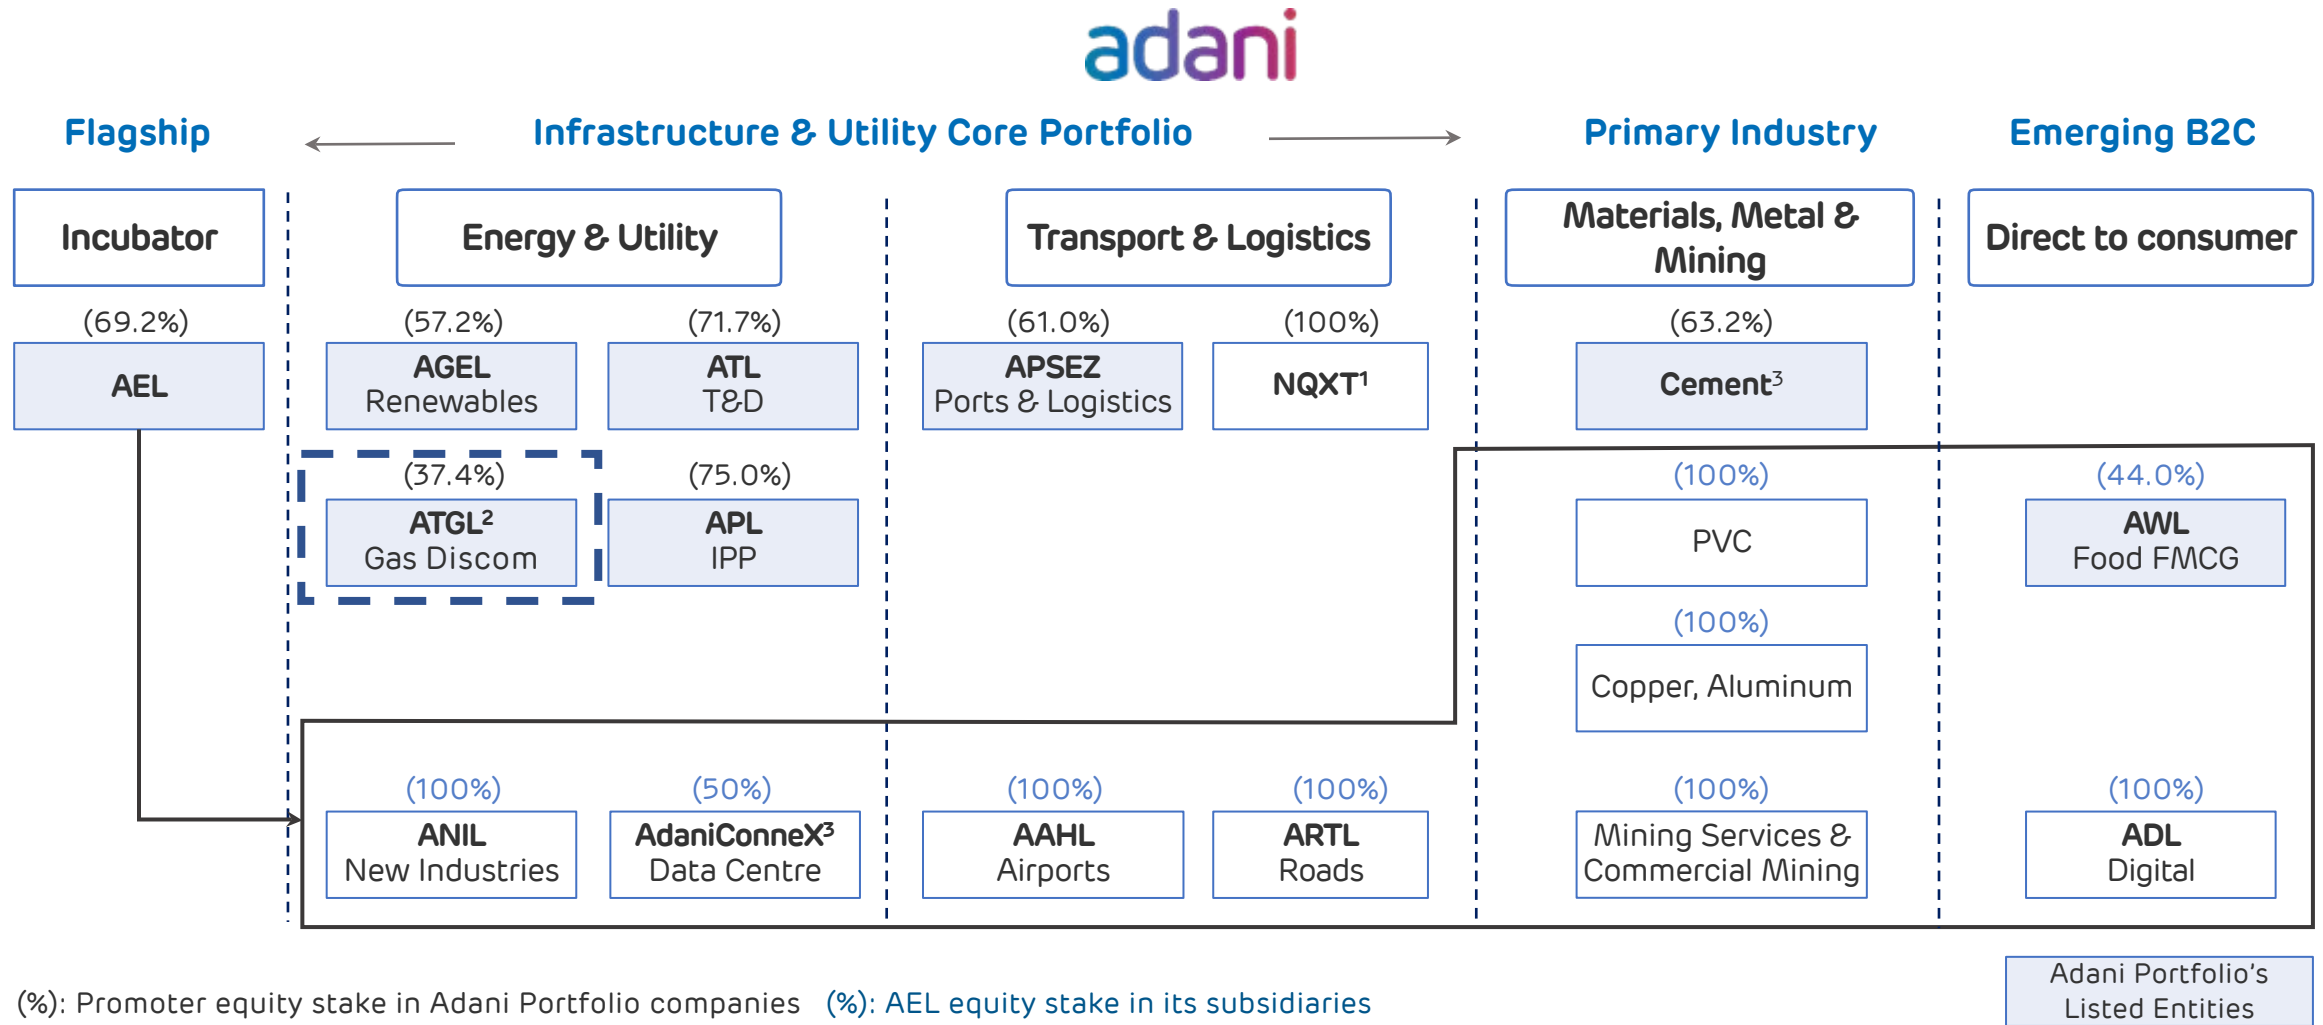 adani
Flagship
Infrastructure & Utility Core Portfolio
Primary Industry
Emerging B2C
Incubator
Energy & Utility
Transport & Logistics
Materials, Metal &
Mining
Direct to consumer
(69.2%)
AEL
(57.2%)
AGEL
Renewables
(71.7%)
ATL
T&D
(61.0%)
APSEZ
Ports & Logistics
(100%)
NQXT¹
(63.2%)
Cement³
(37.4%)
ATGL²
Gas Discom
(75.0%)
APL
IPP
(100%)
PVC
(44.0%)
AWL
Food FMCG
(100%)
Copper, Aluminum
(100%)
ANIL
New Industries
(50%)
AdaniConneX³
Data Centre
(100%)
AAHL
Airports
(100%)
ARTL
Roads
(100%)
Mining Services &
Commercial Mining
(100%)
ADL
Digital
(%): Promoter equity stake in Adani Portfolio companies
(%): AEL equity stake in its subsidiaries
Adani Portfolio's
Listed Entities